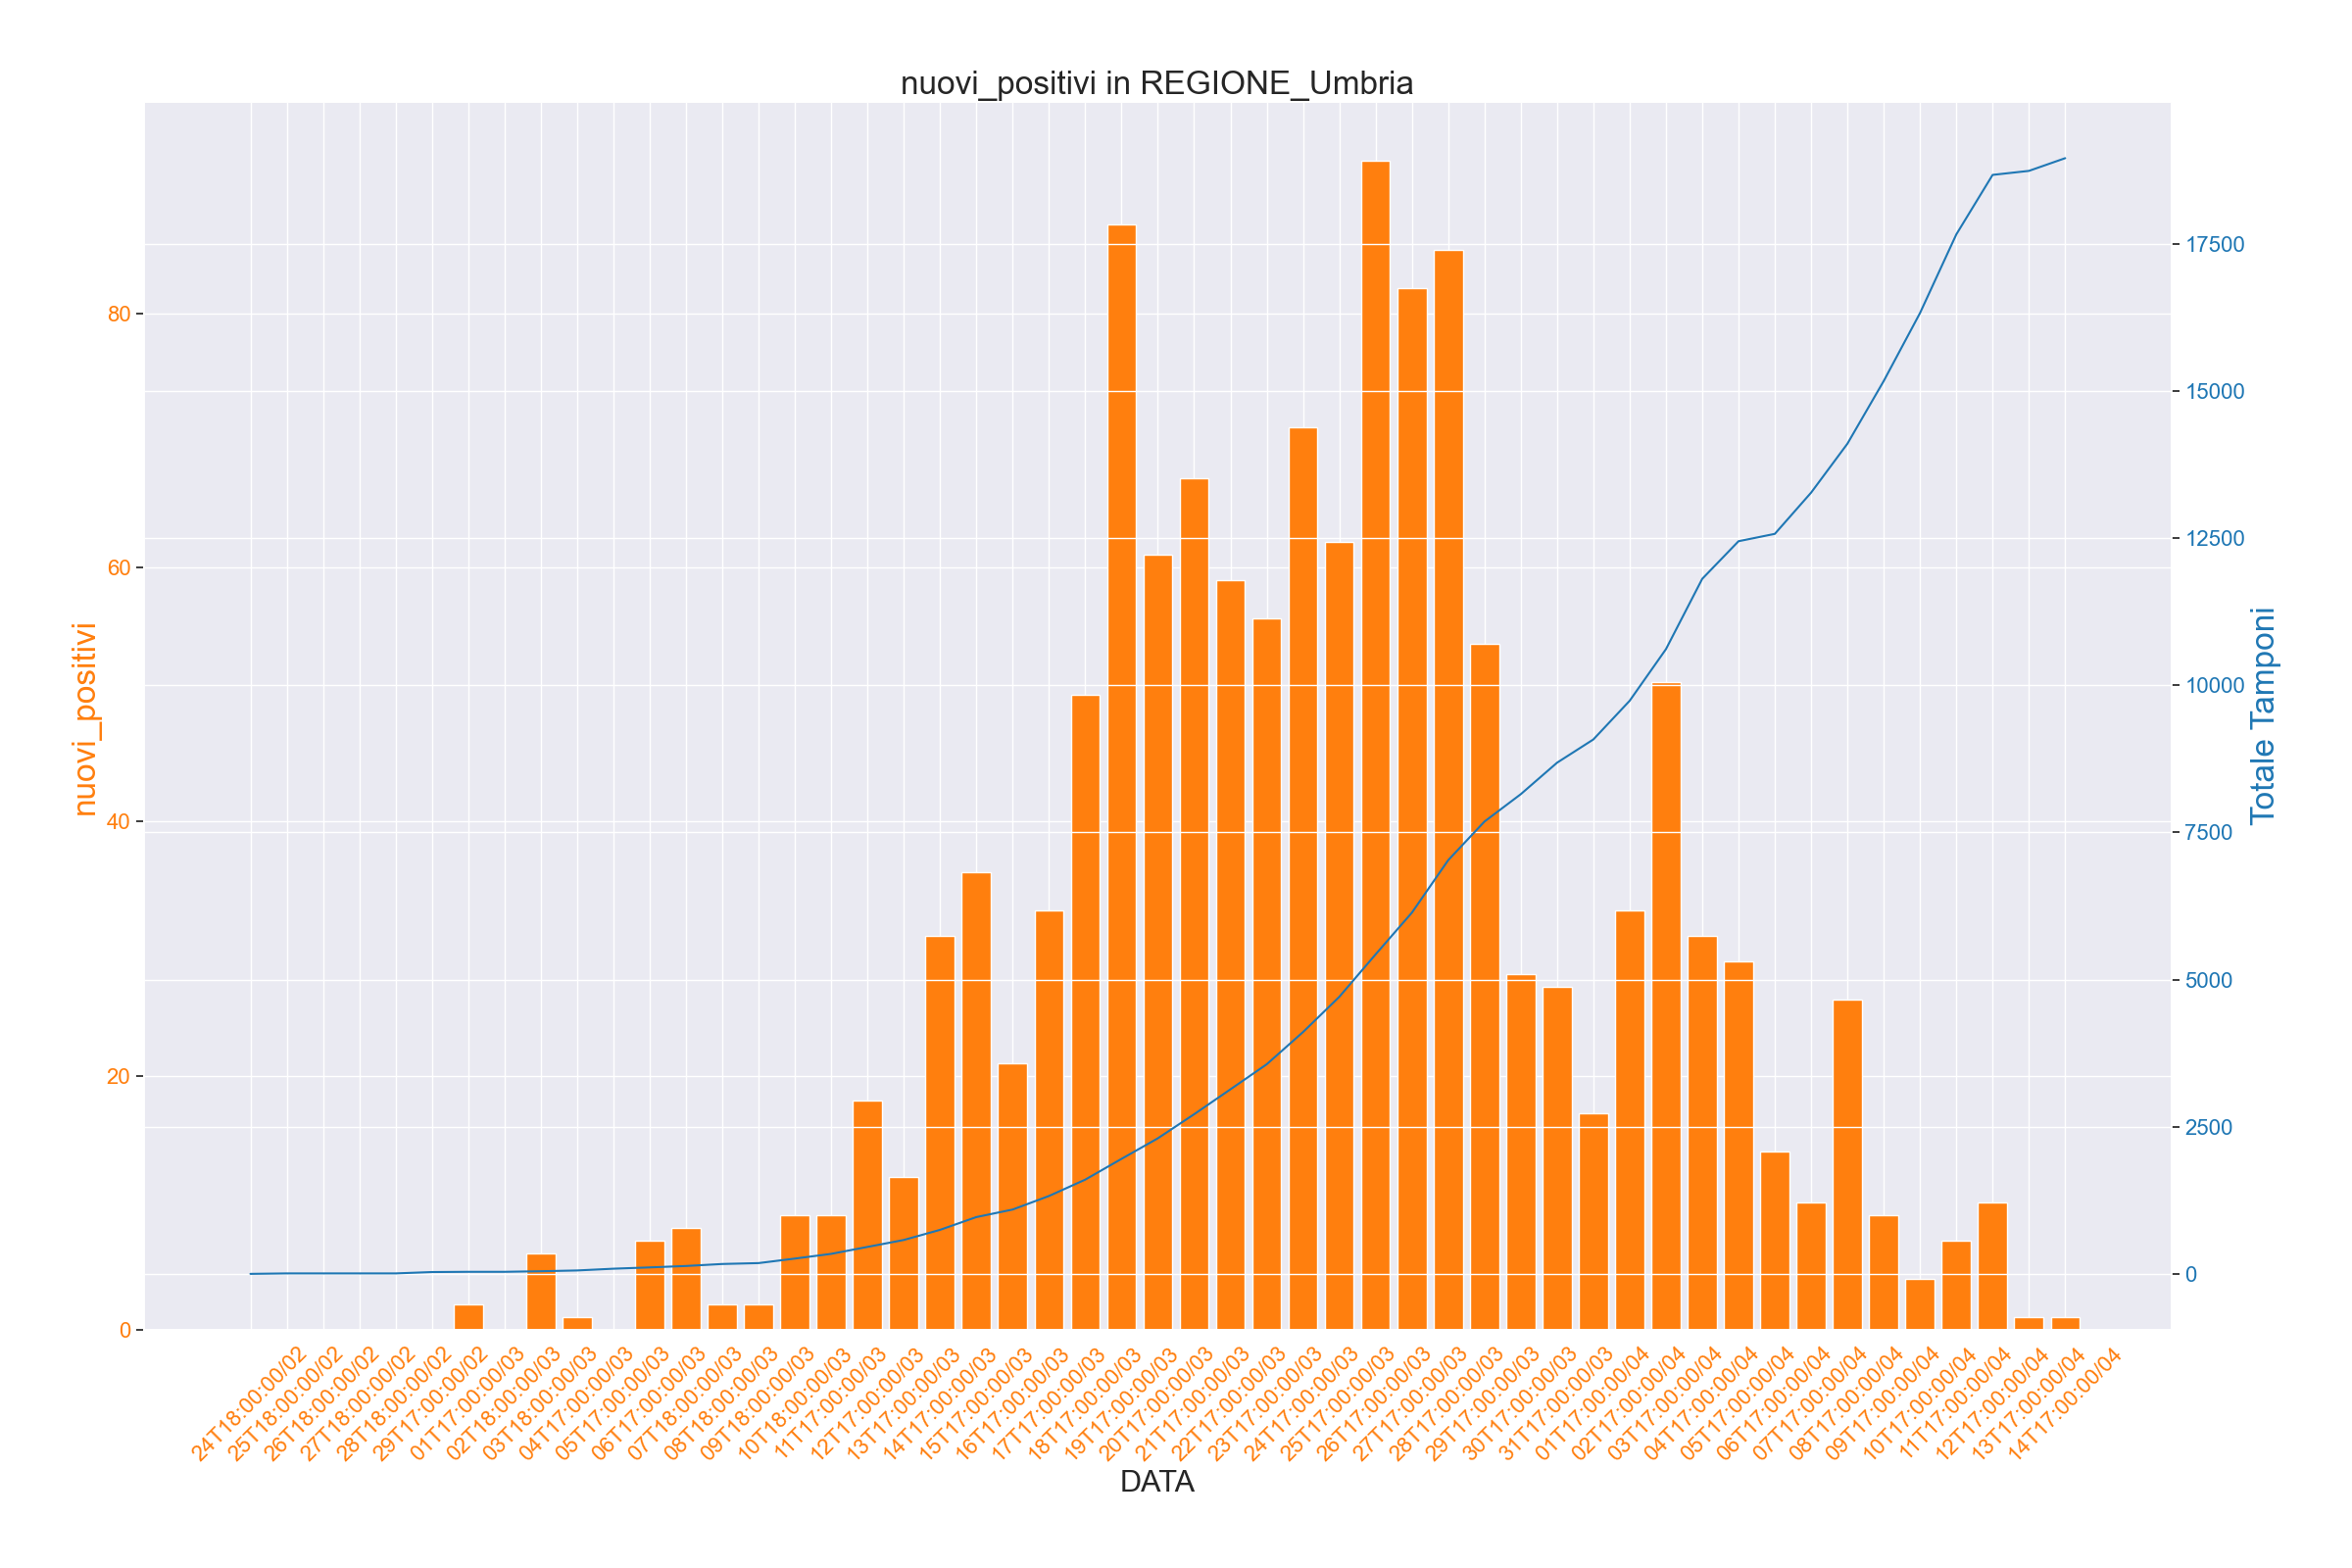 nuovi_positivi in REGIONE_Umbria
nuovi_positivi
80
60
40
20
0
Totale Tamponi
17500
15000
12500
10000
7500
5000
2500
0
24T18:00:00/02
25T18:00:00/02
26T18:00:00/02
27T18:00:00/02
28T18:00:00/02
29T17:00:00/02
01T17:00:00/03
02T18:00:00/03
03T18:00:00/03
04T17:00:00/03
05T17:00:00/03
06T17:00:00/03
07T18:00:00/03
08T18:00:00/03
09T18:00:00/03
10T18:00:00/03
11T17:00:00/03
12T17:00:00/03
13T17:00:00/03
14T17:00:00/03
15T17:00:00/03
16T17:00:00/03
17T17:00:00/03
18T17:00:00/03
19T17:00:00/03
20T17:00:00/03
21T17:00:00/03
22T17:00:00/03
23T17:00:00/03
24T17:00:00/03
25T17:00:00/03
26T17:00:00/03
27T17:00:00/03
28T17:00:00/03
29T17:00:00/03
30T17:00:00/03
31T17:00:00/03
01T17:00:00/04
02T17:00:00/04
03T17:00:00/04
04T17:00:00/04
05T17:00:00/04
06T17:00:00/04
07T17:00:00/04
08T17:00:00/04
09T17:00:00/04
10T17:00:00/04
11T17:00:00/04
12T17:00:00/04
13T17:00:00/04
14T17:00:00/04
DATA